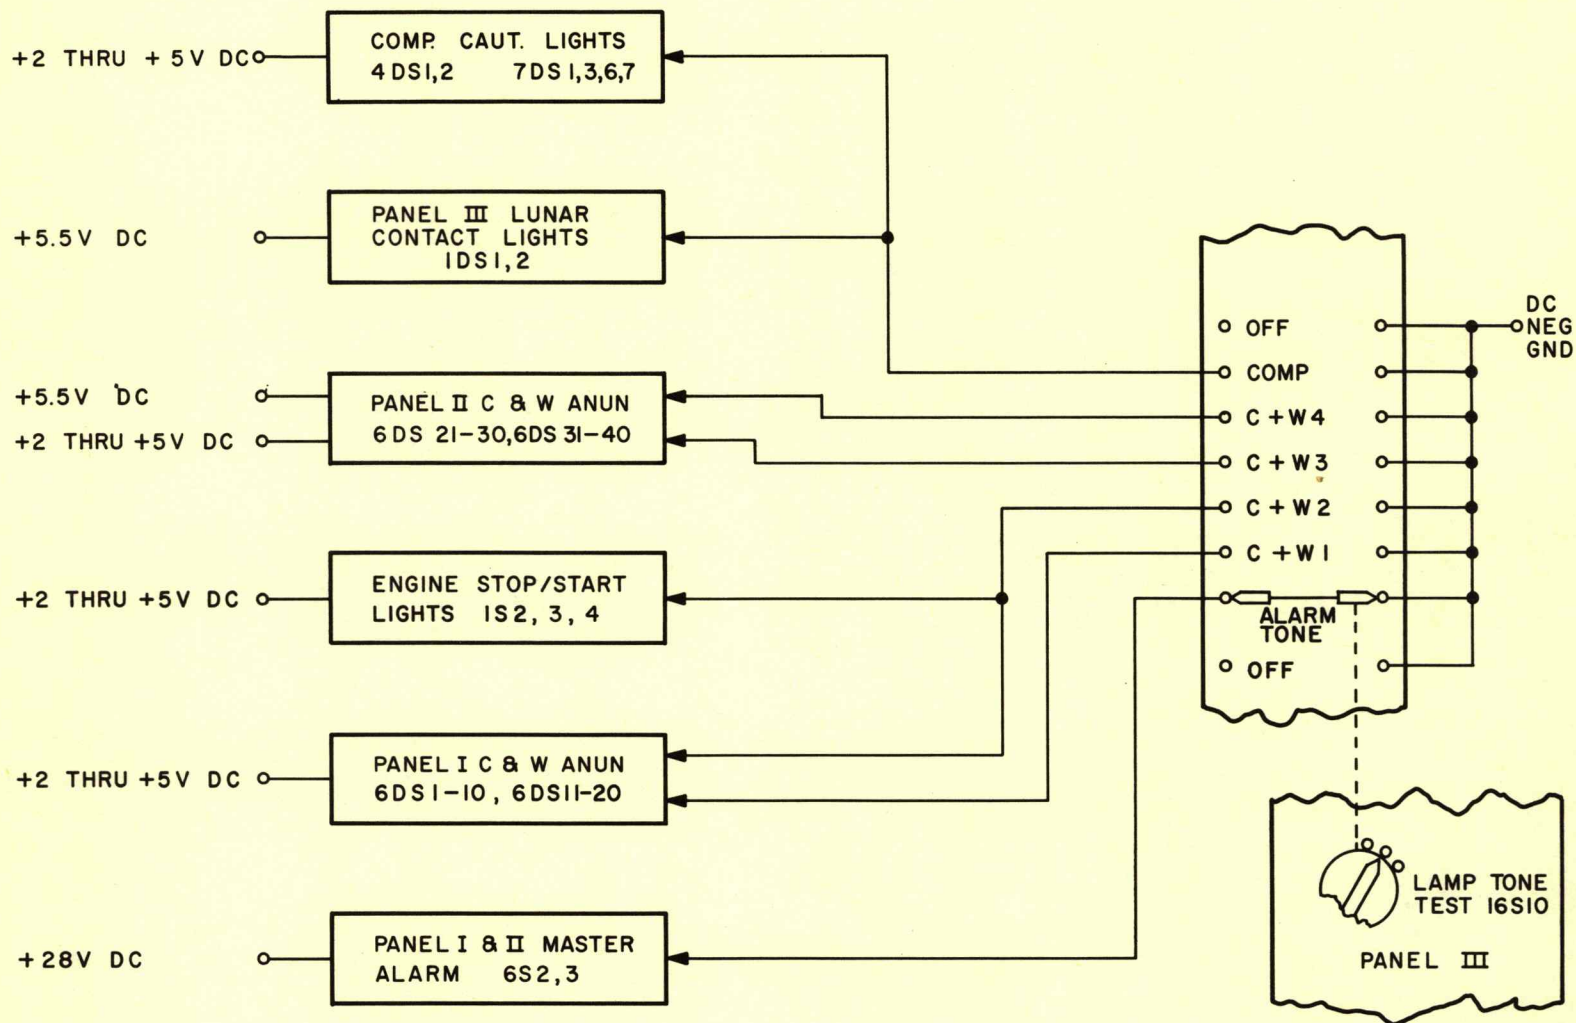 +2 THRU + 5V DC
COMP. CAUT. LIGHTS
4DS1,2 7DS1,3,6,7
+5.5V DC
PANEL III LUNAR
CONTACT LIGHTS
1DS1,2
+5.5V DC
+2 THRU +5V DC
PANEL II C & W ANUN
6DS 21-30,6DS 31-40
+2 THRU +5V DC
ENGINE STOP/START
LIGHTS 1S2, 3, 4
+2 THRU +5V DC
PANEL I C & W ANUN
6DS1-10, 6DS11-20
+28V DC
PANEL I & II MASTER
ALARM 6S2,3
OFF
COMP
C+W4
C+W3
C+W2
C+W1
ALARM
TONE
OFF
DC
NEG
GND
LAMP TONE
TEST 16S10
PANEL III